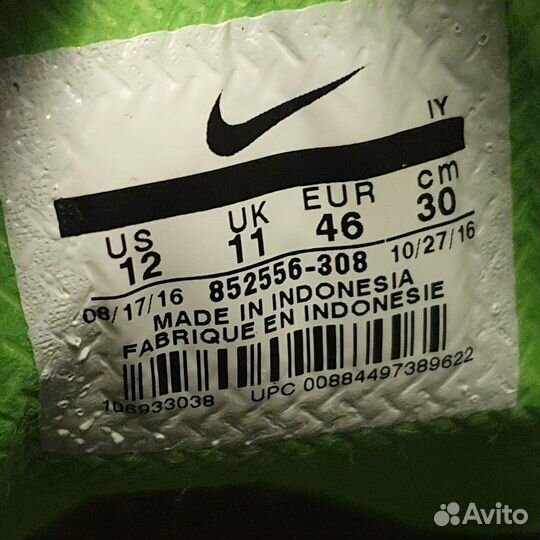 IY
US UK EUR cm
12 11 46 30
08/17/16 852556-308 10/27/16
MADE IN INDONESIA
FABRIQUE EN INDONESIE
106933038 UPC 00884497389622
Avito